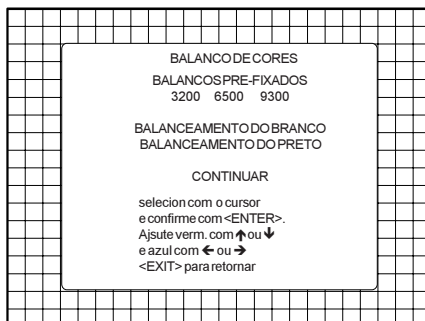 BALANCO DE CORES
BALANCOS PRE-FIXADOS
3200 6500 9300
BALANCEAMENTO DO BRANCO
BALANCEAMENTO DO PRETO
CONTINUAR
selecion com o cursor
e confirme com <ENTER>.
Ajsute verm. com ↑ ou ↓
e azul com ← ou →
<EXIT> para retornar